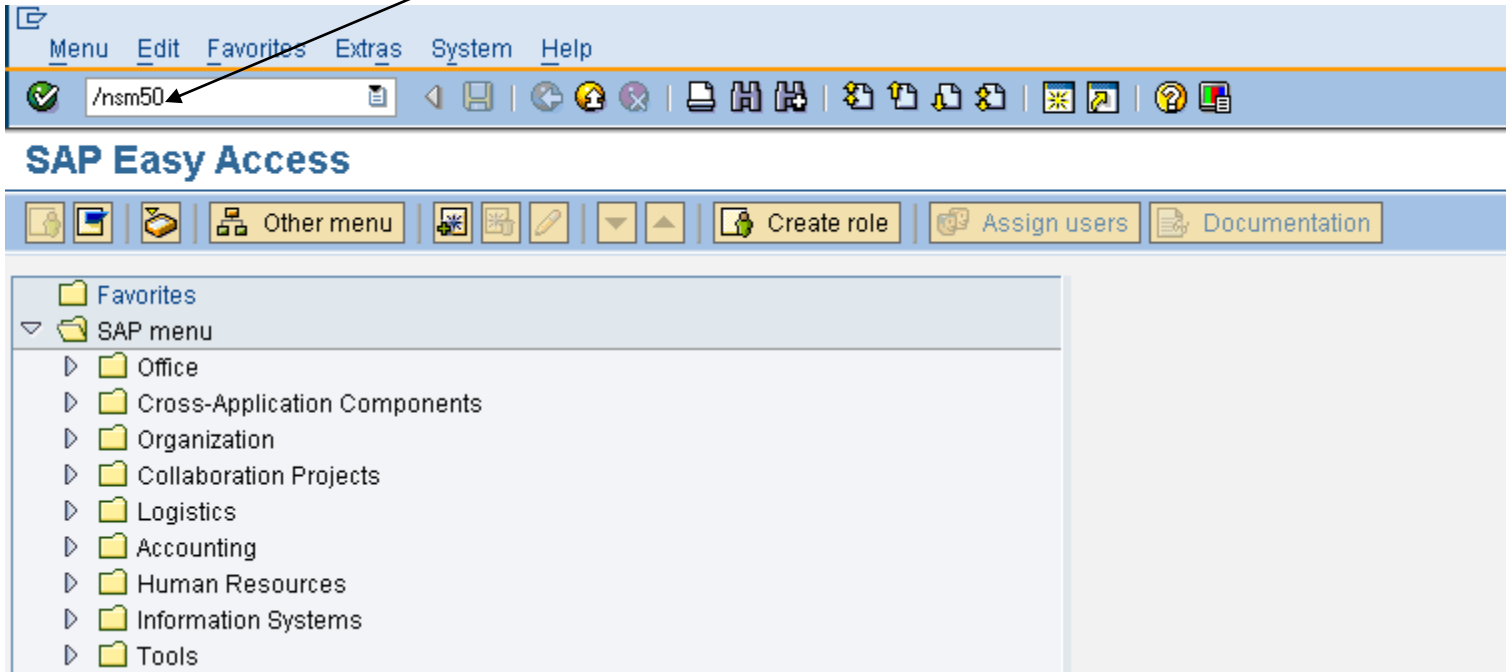 Menu Edit Favorites Extras System Help
/nsm50
SAP Easy Access
Other menu Create role Assign users Documentation
Favorites
SAP menu
Office
Cross-Application Components
Organization
Collaboration Projects
Logistics
Accounting
Human Resources
Information Systems
Tools